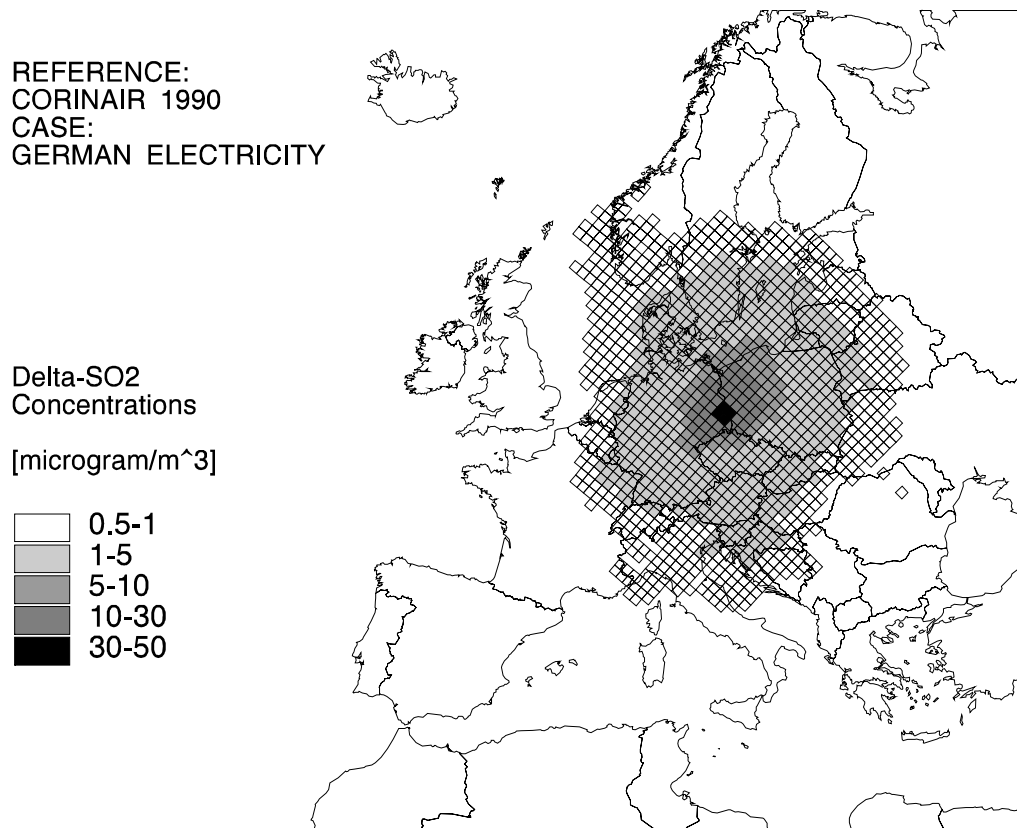 REFERENCE:
CORINAIR 1990
CASE:
GERMAN ELECTRICITY
Delta-SO2
Concentrations
[microgram/m^3]
0.5-1
1-5
5-10
10-30
30-50